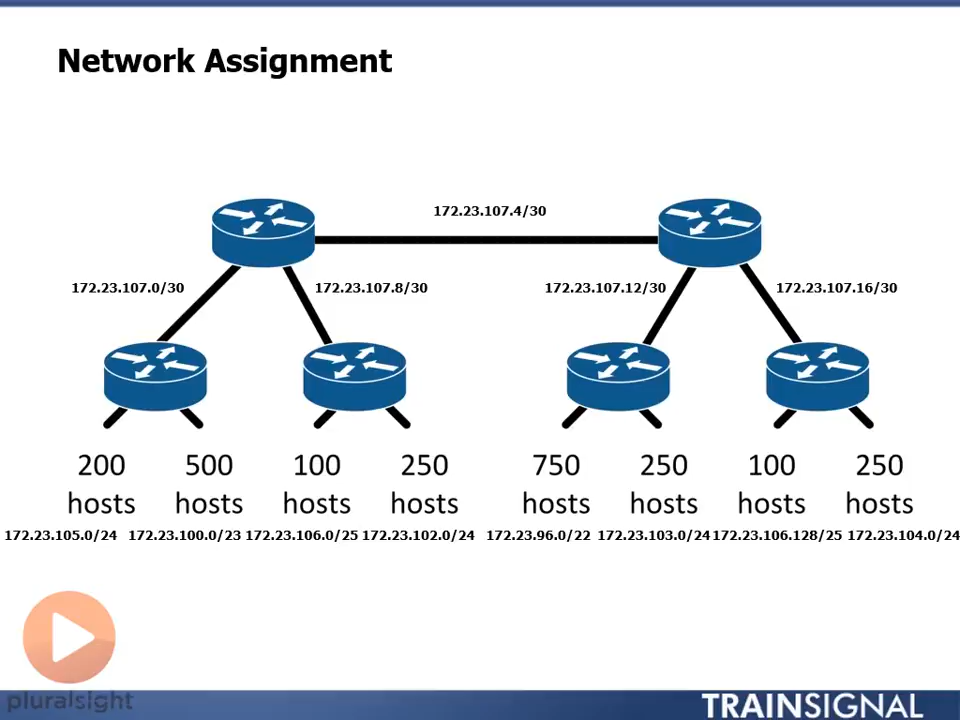 Network Assignment
172.23.107.4/30
172.23.107.0/30 172.23.107.8/30 172.23.107.12/30 172.23.107.16/30
200 500 100 250 750 250 100 250
hosts hosts hosts hosts hosts hosts hosts hosts
172.23.105.0/24 172.23.100.0/23 172.23.106.0/25 172.23.102.0/24 172.23.96.0/22 172.23.103.0/24 172.23.106.128/25 172.23.104.0/24
pluralsight
TRAINSIGNAL